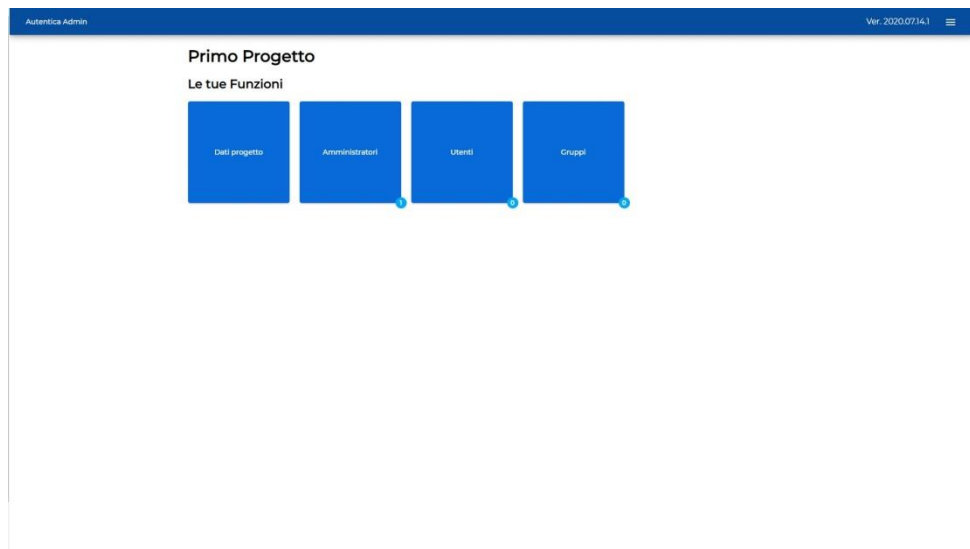 Autentica Admin Ver. 2020.07.14.1
Primo Progetto
Le tue Funzioni
Dati progetto Amministratori Utenti Gruppi
1 0 0